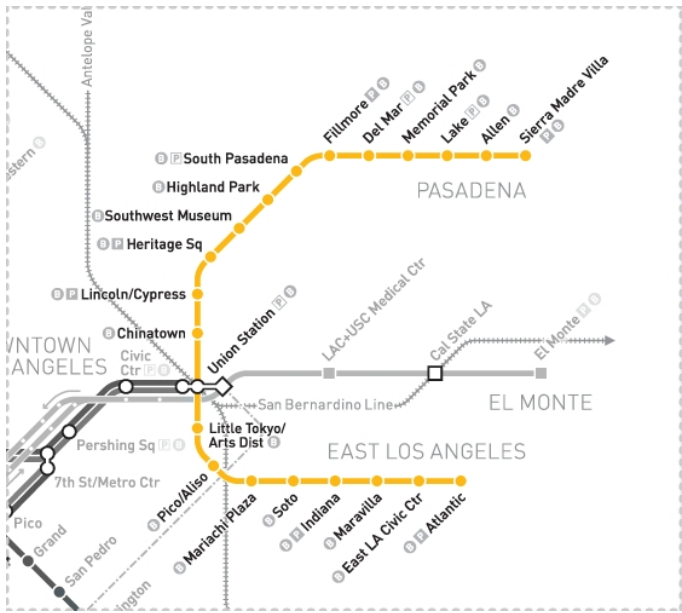 Antelope Val
estern B
Fillmore P B
Del Mar P B
Memorial Park B
Lake P B
Allen B
Sierra Madre Villa
P B
B P South Pasadena
B Highland Park
PASADENA
B Southwest Museum
B P Heritage Sq
B P Lincoln/Cypress
B Chinatown
Union Station P B
LAC+USC Medical Ctr
Cal State LA
El Monte P B
WNTOWN
ANGELES
Civic
Ctr P B
San Bernardino Line
EL MONTE
Little Tokyo/
Arts Dist B
Pershing Sq P B
EAST LOS ANGELES
7th St/Metro Ctr
B Pico/Aliso
B Mariachi Plaza
B Soto
B P Indiana
B Maravilla
B East LA Civic Ctr
B P Atlantic
Pico
Grand
San Pedro
ington